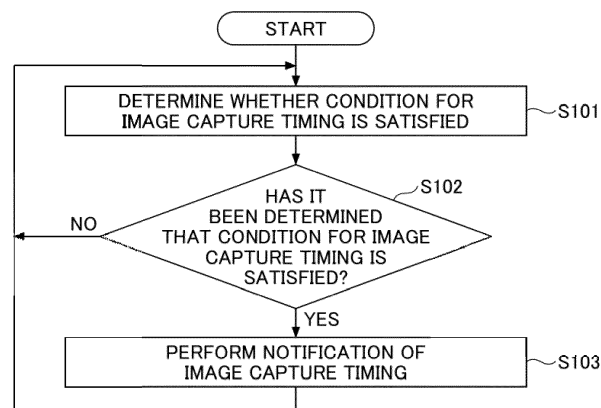 START
DETERMINE WHETHER CONDITION FOR
IMAGE CAPTURE TIMING IS SATISFIED
S101
S102
HAS IT
BEEN DETERMINED
THAT CONDITION FOR IMAGE
CAPTURE TIMING IS
SATISFIED?
NO
YES
PERFORM NOTIFICATION OF
IMAGE CAPTURE TIMING
S103